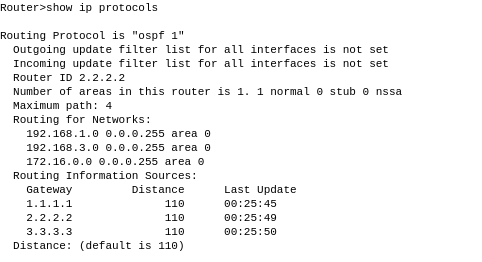 Router>show ip protocols

Routing Protocol is "ospf 1"
  Outgoing update filter list for all interfaces is not set
  Incoming update filter list for all interfaces is not set
  Router ID 2.2.2.2
  Number of areas in this router is 1. 1 normal 0 stub 0 nssa
  Maximum path: 4
  Routing for Networks:
    192.168.1.0 0.0.0.255 area 0
    192.168.3.0 0.0.0.255 area 0
    172.16.0.0 0.0.0.255 area 0
  Routing Information Sources:
    Gateway         Distance      Last Update
    1.1.1.1              110      00:25:45
    2.2.2.2              110      00:25:49
    3.3.3.3              110      00:25:50
  Distance: (default is 110)